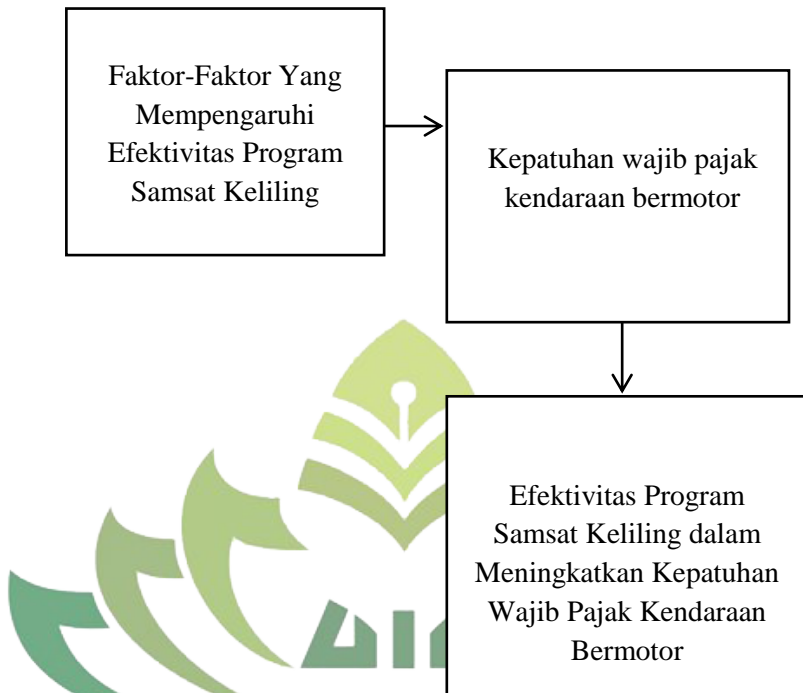 Faktor-Faktor Yang
Mempengaruhi
Efektivitas Program
Samsat Keliling
Kepatuhan wajib pajak
kendaraan bermotor
Efektivitas Program
Samsat Keliling dalam
Meningkatkan Kepatuhan
Wajib Pajak Kendaraan
Bermotor